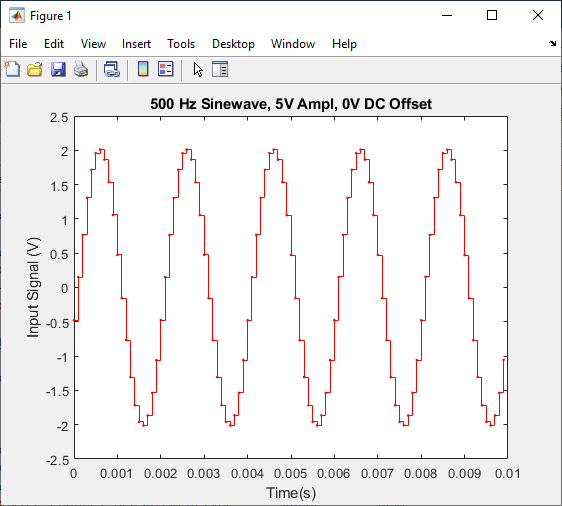 Figure 1
File Edit View Insert Tools Desktop Window Help
500 Hz Sinewave, 5V Ampl, 0V DC Offset
2.5
2
1.5
1
0.5
0
-0.5
-1
-1.5
-2
-2.5
Input Signal (V)
0 0.001 0.002 0.003 0.004 0.005 0.006 0.007 0.008 0.009 0.01
Time(s)